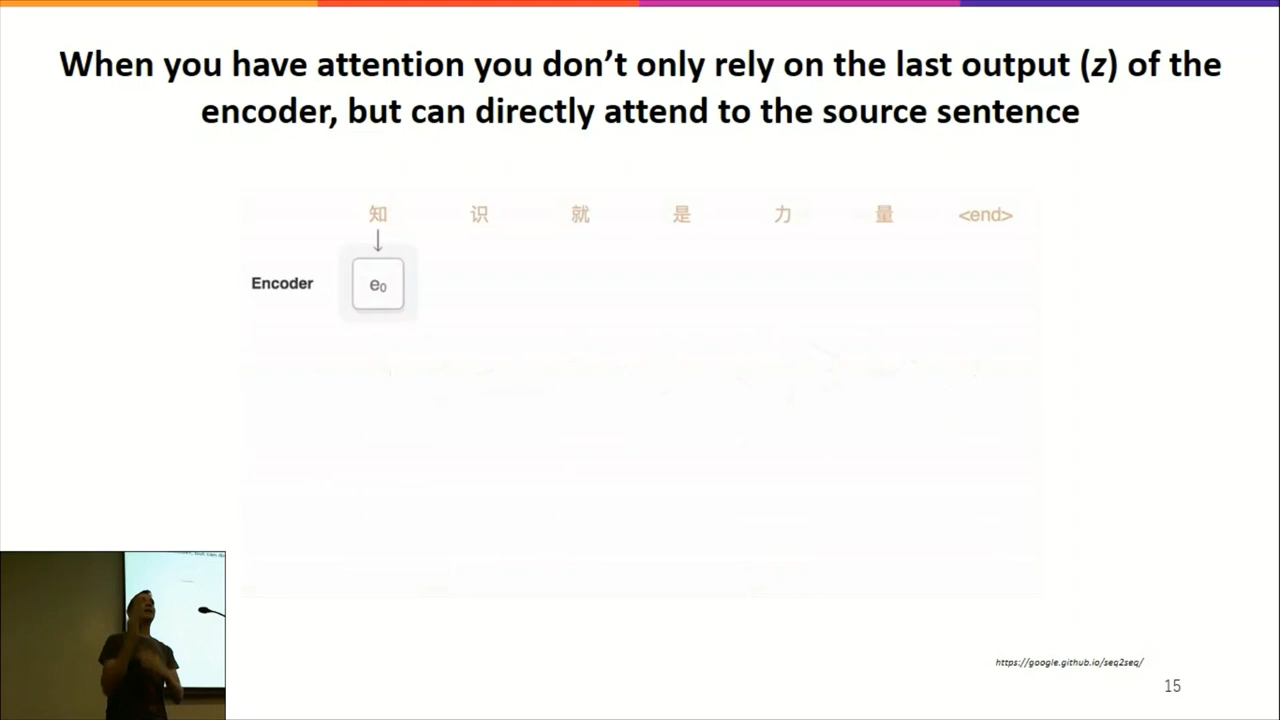 When you have attention you don’t only rely on the last output (z) of the
encoder, but can directly attend to the source sentence
知 识 就 是 力 量 <end>
Encoder e₀
https://google.github.io/seq2seq/
15